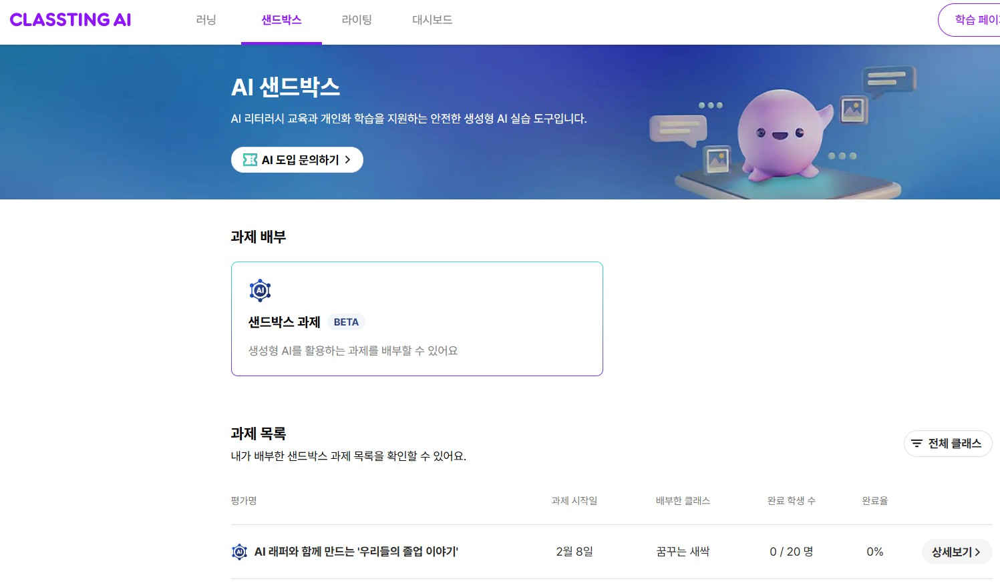 CLASSTING AI
러닝
샌드박스
라이팅
대시보드
학습 페이
AI 샌드박스
AI 리터러시 교육과 개인화 학습을 지원하는 안전한 생성형 AI 실습 도구입니다.
AI 도입 문의하기 >
과제 배부
AI
샌드박스 과제 BETA
생성형 AI를 활용하는 과제를 배부할 수 있어요
과제 목록
내가 배부한 샌드박스 과제 목록을 확인할 수 있어요.
전체 클래스
평가명 과제 시작일 배부한 클래스 완료 학생 수 완료율
AI AI 래퍼와 함께 만드는 '우리들의 졸업 이야기' 2월 8일 꿈꾸는 새싹 0 / 20 명 0% 상세보기 >